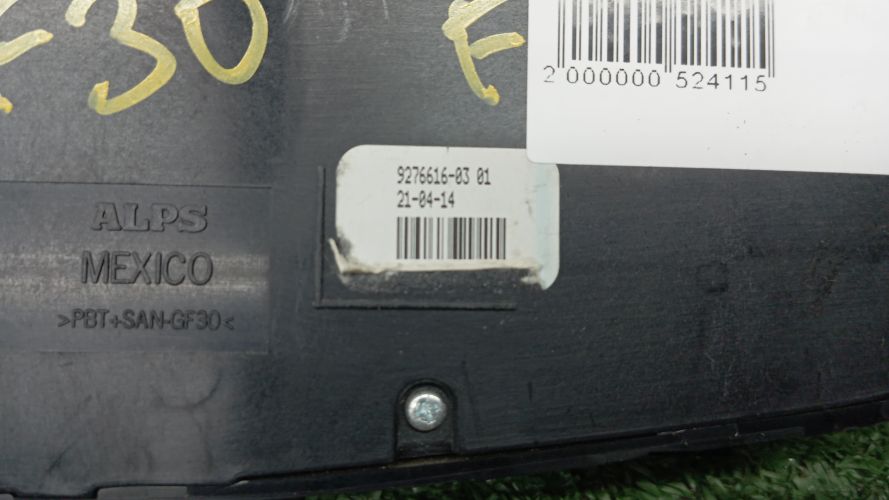 F30 F
2 000000 524115
9276616-03 01
21-04-14
ALPS
MEXICO
>PBT+SAN-GF30<